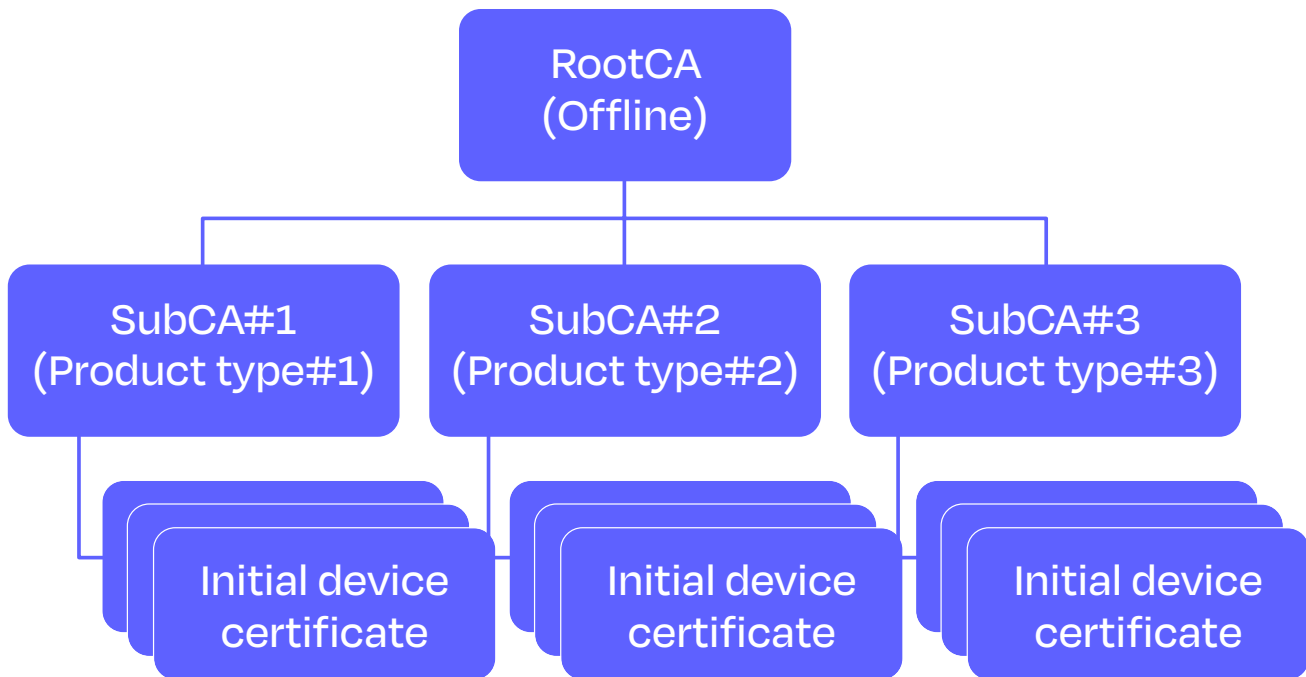 RootCA
(Offline)
SubCA#1
(Product type#1)
SubCA#2
(Product type#2)
SubCA#3
(Product type#3)
Initial device
certificate
Initial device
certificate
Initial device
certificate